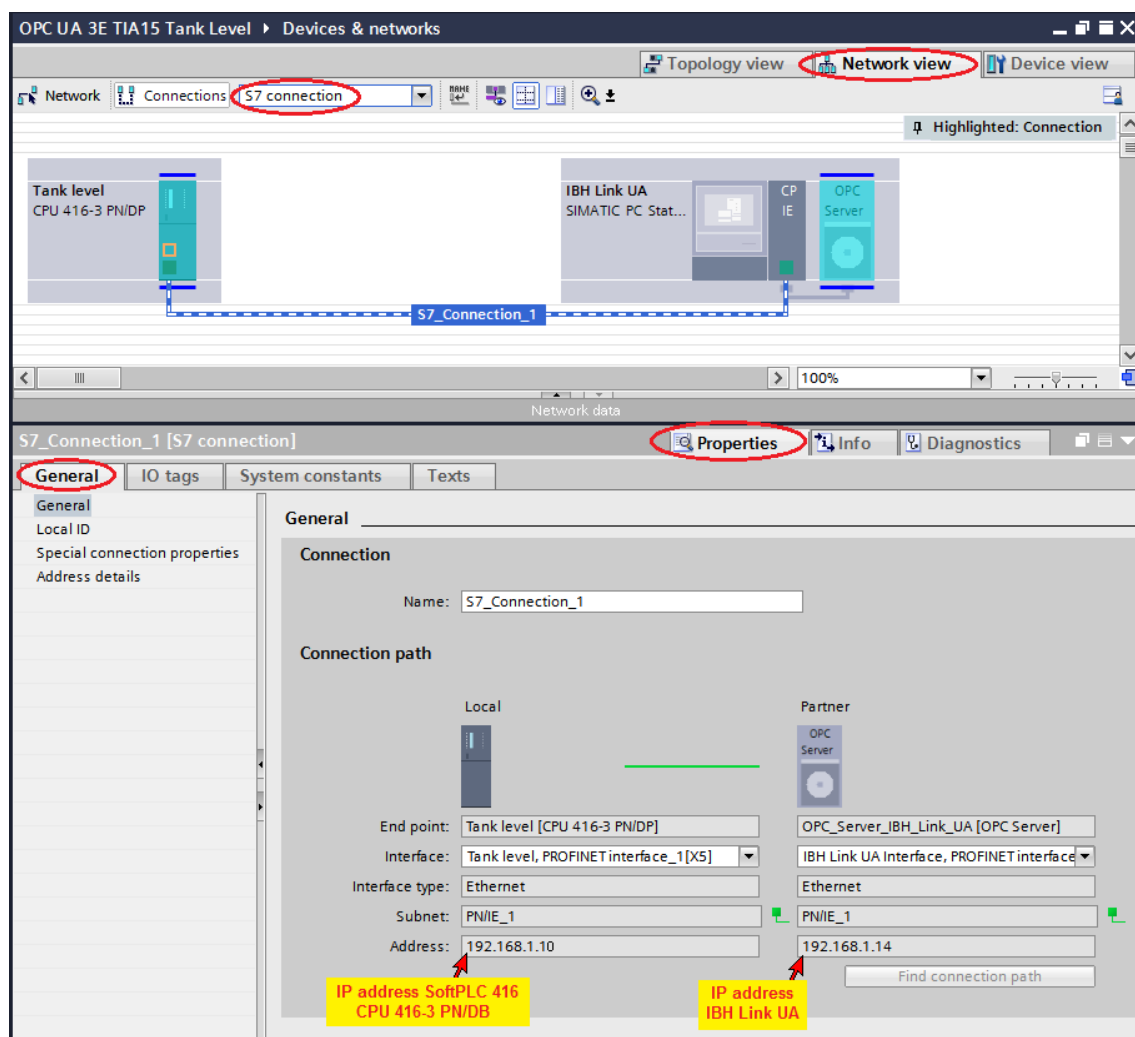 OPC UA 3E TIA15 Tank Level ▸ Devices & networks
Topology view Network view Device view
Network Connections S7 connection
Highlighted: Connection
Tank level
CPU 416-3 PN/DP
IBH Link UA
SIMATIC PC Stat...
CP
IE
OPC
Server
S7_Connection_1
100%
Network data
S7_Connection_1 [S7 connection]
Properties Info Diagnostics
General IO tags System constants Texts
General
Local ID
Special connection properties
Address details
General
Connection
Name: S7_Connection_1
Connection path
Local Partner
OPC
Server
End point: Tank level [CPU 416-3 PN/DP] OPC_Server_IBH_Link_UA [OPC Server]
Interface: Tank level, PROFINET interface_1[X5] IBH Link UA Interface, PROFINET interface
Interface type: Ethernet Ethernet
Subnet: PN/IE_1 PN/IE_1
Address: 192.168.1.10 192.168.1.14
Find connection path
IP address SoftPLC 416
CPU 416-3 PN/DB
IP address
IBH Link UA